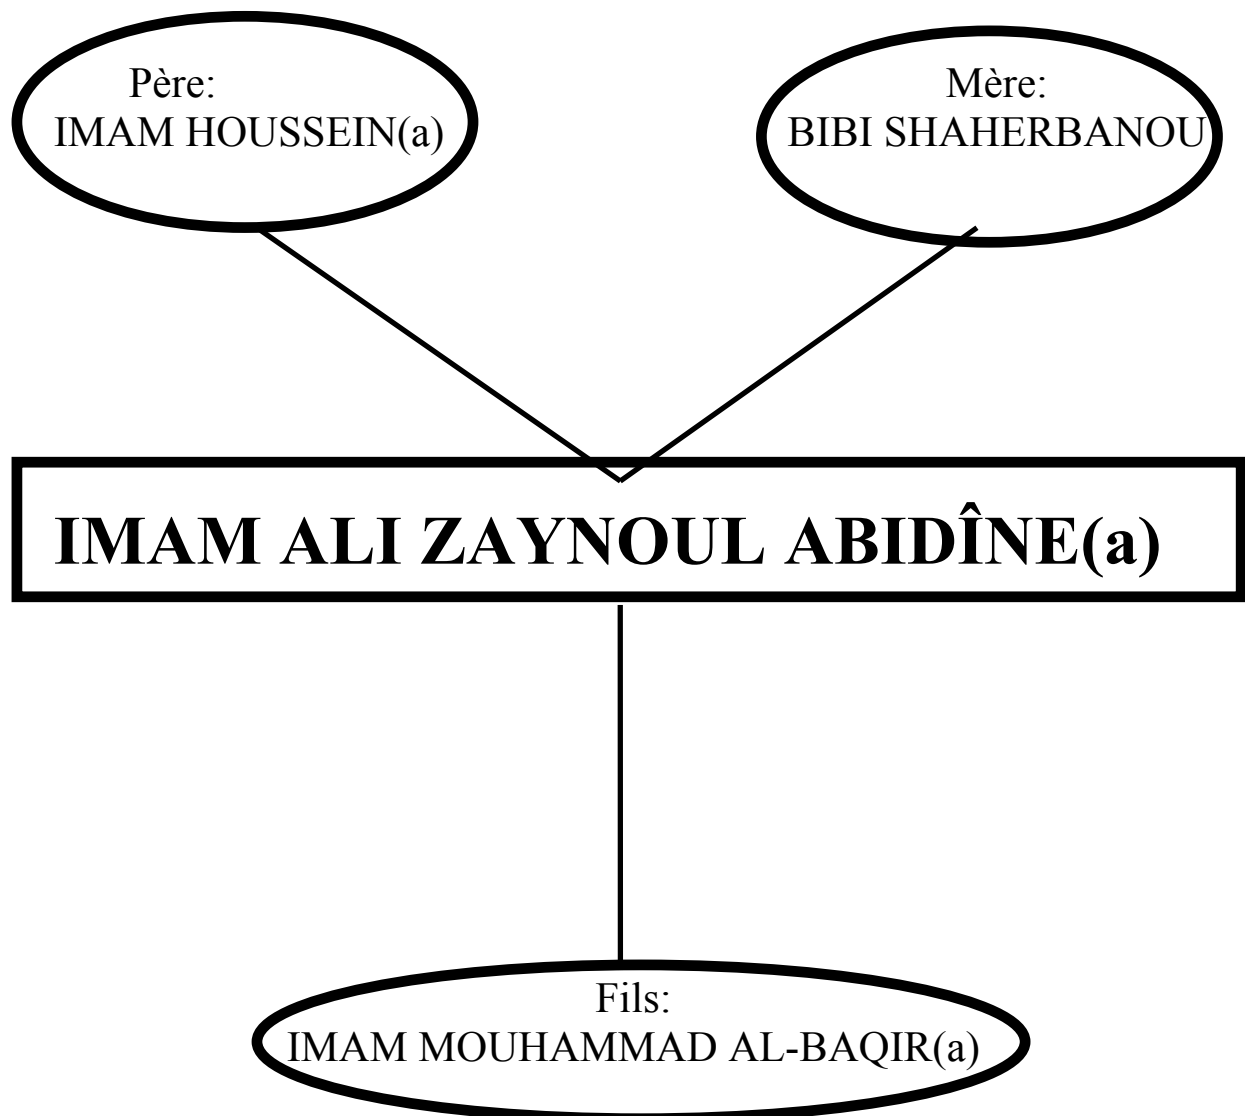 Père:
IMAM HOUSSEIN(a)
Mère:
BIBI SHAHERBANOU
IMAM ALI ZAYNOUL ABIDÎNE(a)
Fils:
IMAM MOUHAMMAD AL-BAQIR(a)